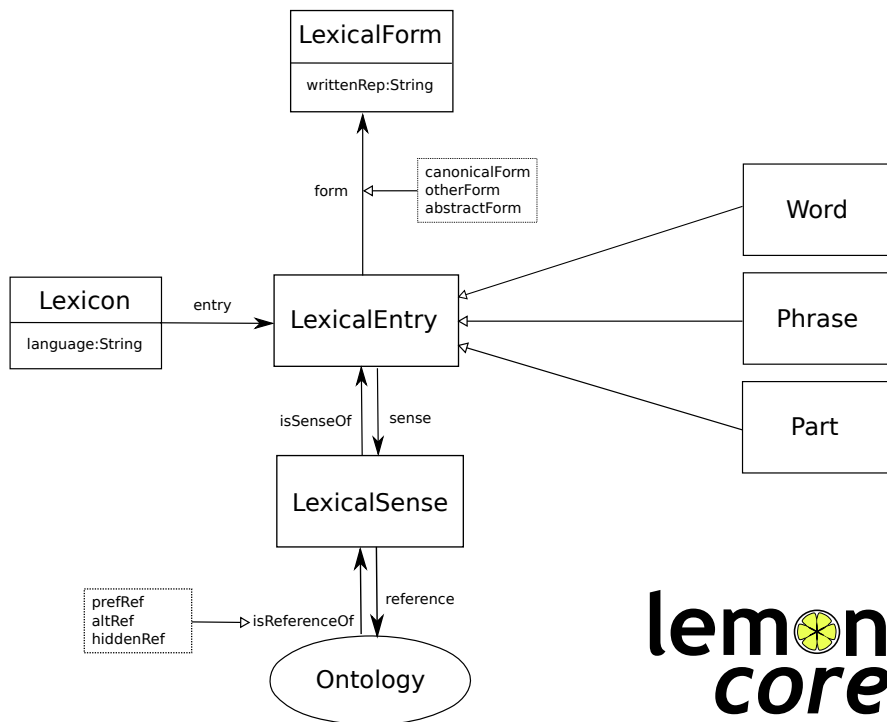 LexicalForm
writtenRep:String
form
canonicalForm
otherForm
abstractForm
Word
Lexicon
language:String
entry
LexicalEntry
Phrase
isSenseOf
sense
Part
LexicalSense
prefRef
altRef
hiddenRef
isReferenceOf
reference
Ontology
lemon
core